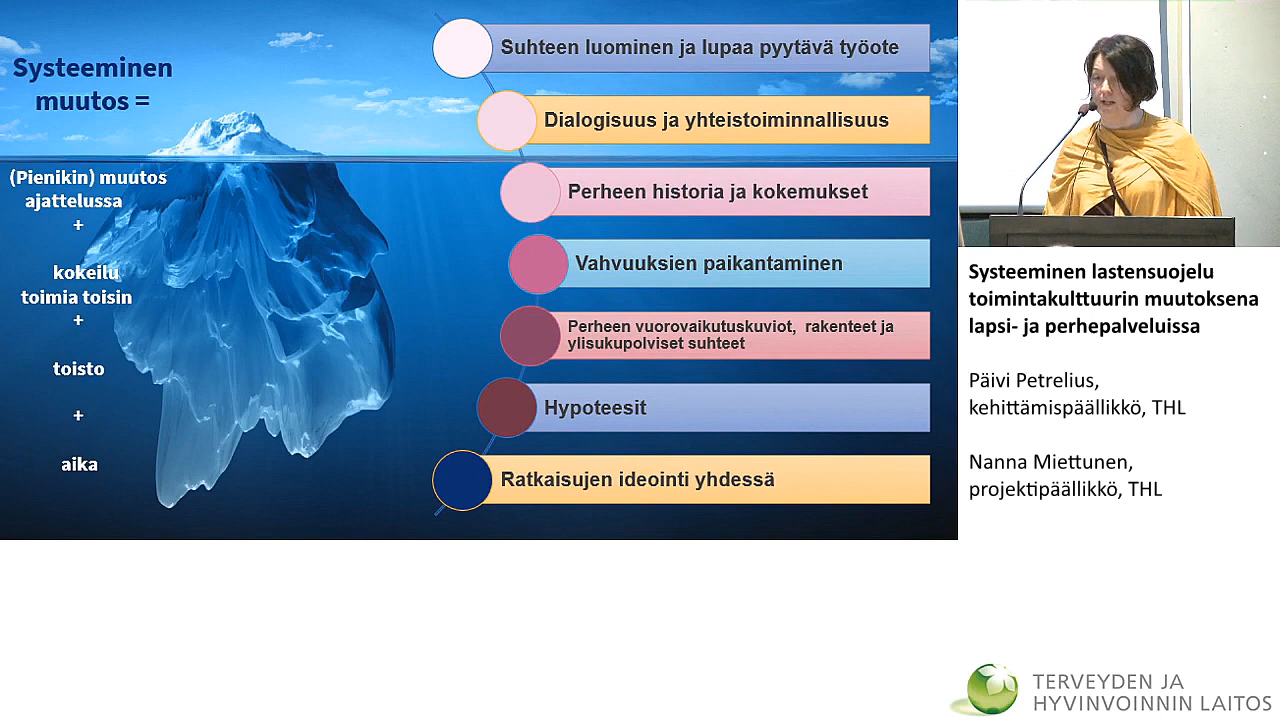 Systeeminen
muutos =
(Pienikin) muutos
ajattelussa
+
kokeilu
toimia toisin
+
toisto
+
aika
Suhteen luominen ja lupaa pyytävä työote
Dialogisuus ja yhteistoiminnallisuus
Perheen historia ja kokemukset
Vahvuuksien paikantaminen
Perheen vuorovaikutuskuviot, rakenteet ja
ylisukupolviset suhteet
Hypoteesit
Ratkaisujen ideointi yhdessä
Systeeminen lastensuojelu
toimintakulttuurin muutoksena
lapsi- ja perhepalveluissa
Päivi Petrelius,
kehittämispäällikkö, THL
Nanna Miettunen,
projektipäällikkö, THL
TERVEYDEN JA
HYVINVOINNIN LAITOS